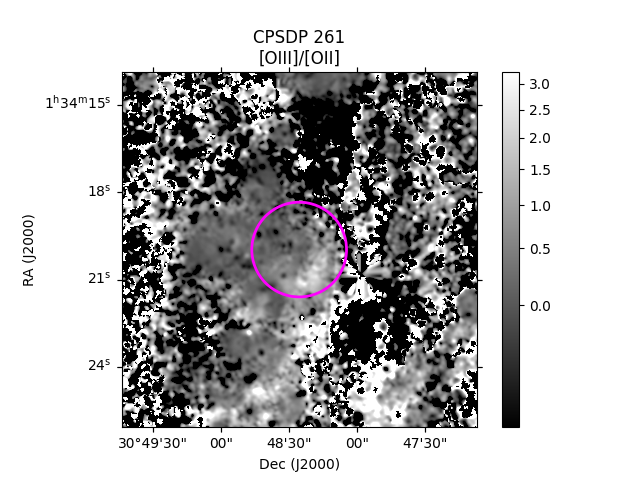 CPSDP 261
[OIII]/[OII]
RA (J2000)
1ʰ34ᵐ15ˢ
18ˢ
21ˢ
24ˢ
30°49'30"
00"
48'30"
00"
47'30"
Dec (J2000)
3.0
2.5
2.0
1.5
1.0
0.5
0.0